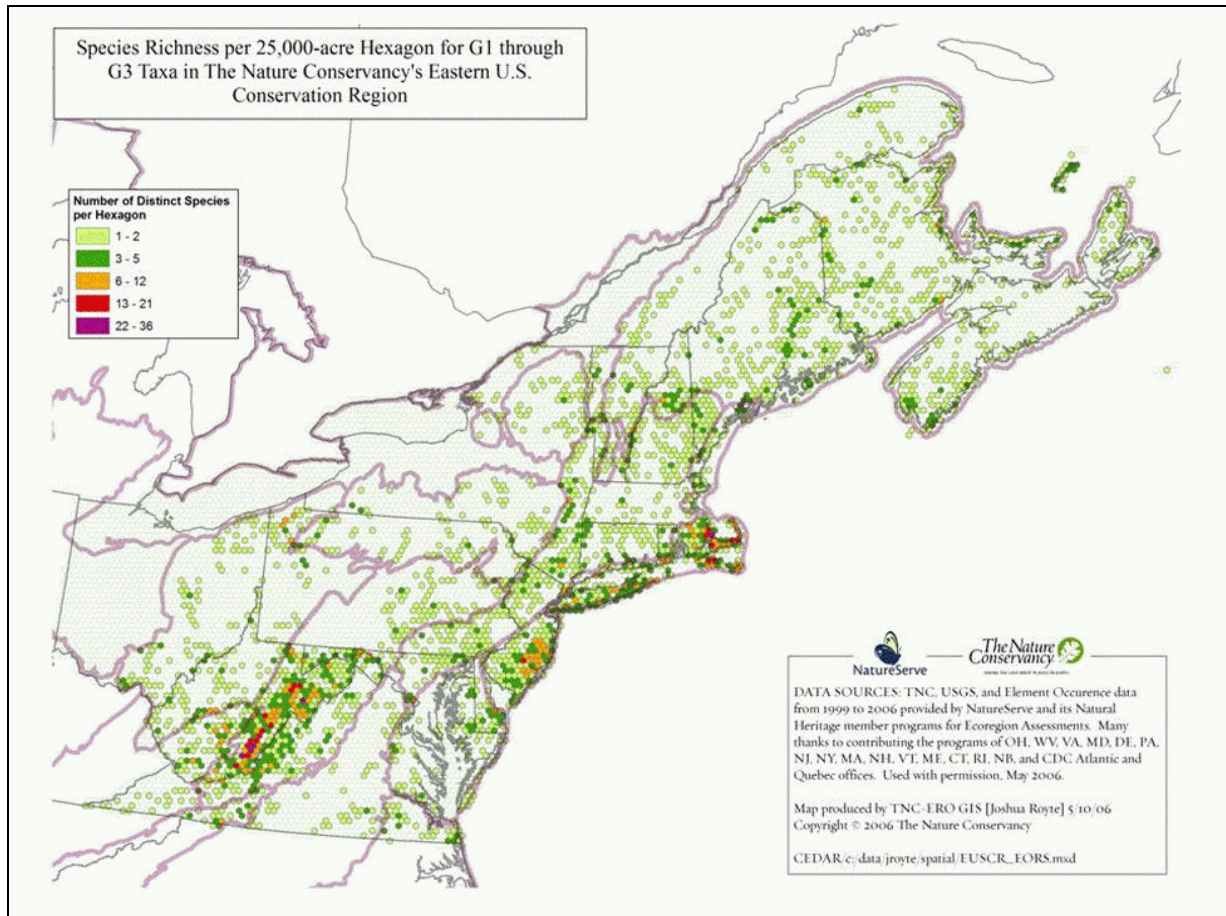 Species Richness per 25,000-acre Hexagon for G1 through
G3 Taxa in The Nature Conservancy's Eastern U.S.
Conservation Region
Number of Distinct Species
per Hexagon
1 - 2
3 - 5
6 - 12
13 - 21
22 - 36
NatureServe
The Nature
Conservancy
DATA SOURCES: TNC, USGS, and Element Occurence data
from 1999 to 2006 provided by NatureServe and its Natural
Heritage member programs for Ecoregion Assessments. Many
thanks to contributing the programs of OH, WV, VA, MD, DE, PA,
NJ, NY, MA, NH, VT, ME, CT, RI, NB, and CDC Atlantic and
Quebec offices. Used with permission, May 2006.
Map produced by TNC-ERO GIS [Joshua Royte] 5/10/06
Copyright © 2006 The Nature Conservancy
CEDAR/c:/data/jroyte/spatial/EUSCR_EORS.mxd